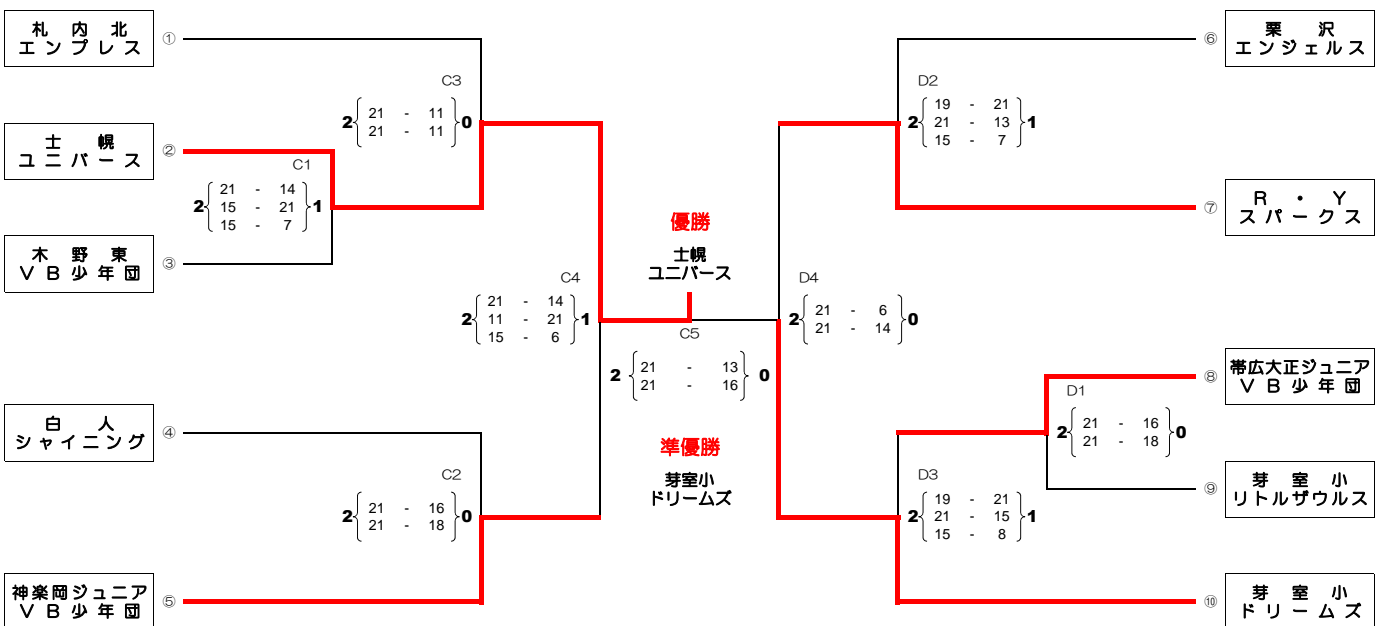 札内北
エンプレス
①
士幌
ユニバース
②
木野東
VB少年団
③
白人
シャイニング
④
神楽岡ジュニア
VB少年団
⑤
C3
2 21 - 11 0
21 - 11
C1
2 21 - 14 1
15 - 21
15 - 7
C4
2 21 - 14 1
11 - 21
15 - 6
C2
2 21 - 16 0
21 - 18
優勝
士幌
ユニバース
C5
2 21 - 13 0
21 - 16
準優勝
芽室小
ドリームズ
D2
2 19 - 21 1
21 - 13
15 - 7
D4
2 21 - 6 0
21 - 14
D1
2 21 - 16 0
21 - 18
D3
2 19 - 21 1
21 - 15
15 - 8
⑥
栗沢
エンジェルス
⑦
R・Y
スパークス
⑧
帯広大正ジュニア
VB少年団
⑨
芽室小
リトルザウルス
⑩
芽室小
ドリームズ